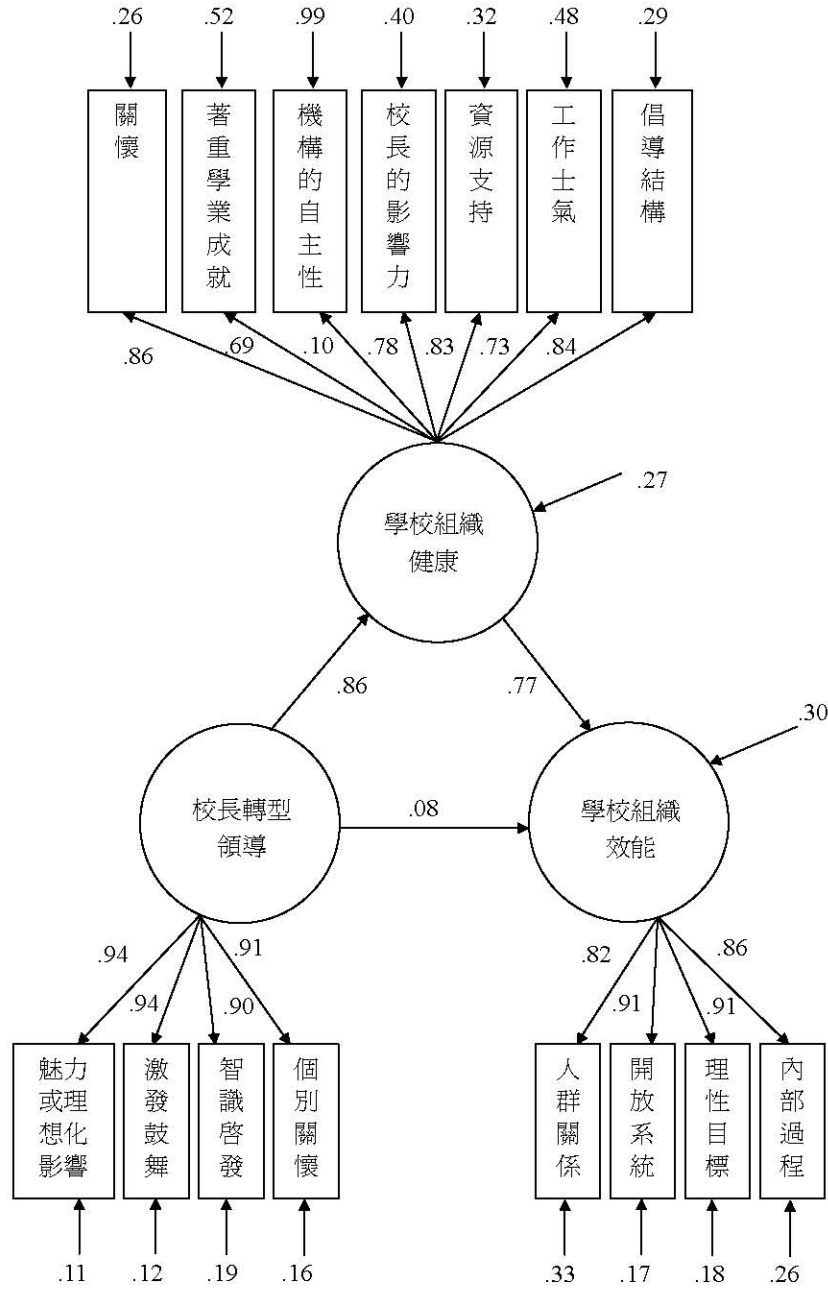 .26 .52 .99 .40 .32 .48 .29
關懷
著重學業成就
機構的自主性
校長的影響力
資源支持
工作士氣
倡導結構
.86 .69 .10 .78 .83 .73 .84
學校組織
健康
.27
.86
.77
.30
校長轉型
領導
.08
學校組織
效能
.94 .94 .90 .91
.82 .91 .91 .86
魅力
或理
想化
影響
激發鼓舞
智識啓發
個別關懷
人群關係
開放系統
理性目標
內部過程
.11 .12 .19 .16 .33 .17 .18 .26